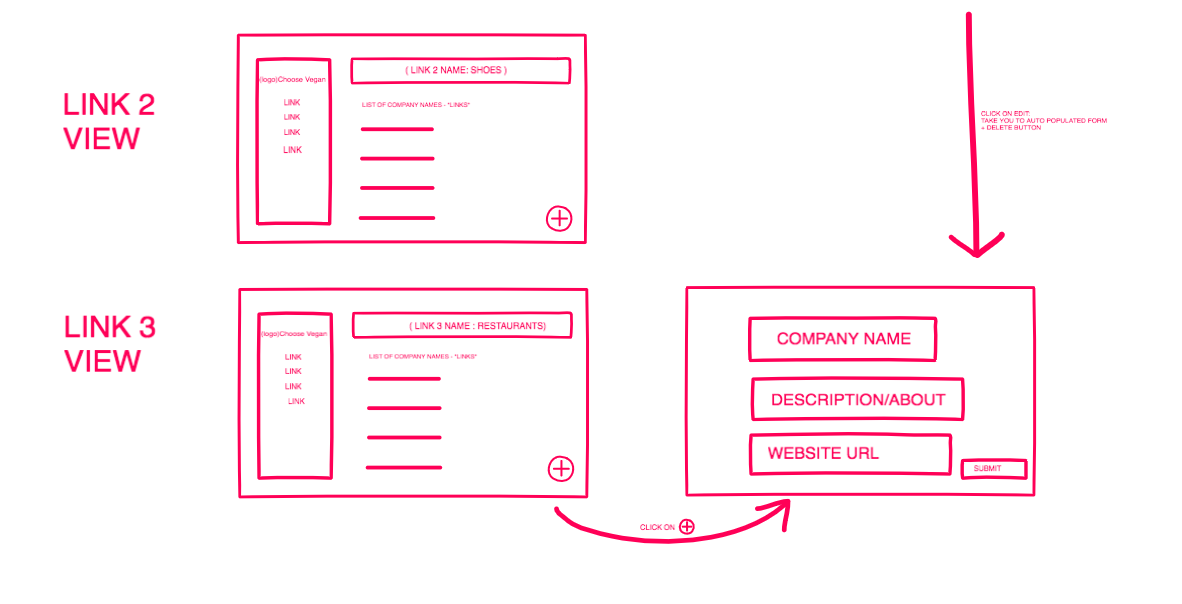 LINK 2
VIEW
(logo)Choose Vegan
LINK
LINK
LINK
LINK
( LINK 2 NAME: SHOES )
LIST OF COMPANY NAMES - "LINKS"
CLICK ON EDIT:
TAKE YOU TO AUTO POPULATED FORM
+ DELETE BUTTON
LINK 3
VIEW
(logo)Choose Vegan
LINK
LINK
LINK
LINK
( LINK 3 NAME : RESTAURANTS)
LIST OF COMPANY NAMES - "LINKS"
COMPANY NAME
DESCRIPTION/ABOUT
WEBSITE URL
SUBMIT
CLICK ON